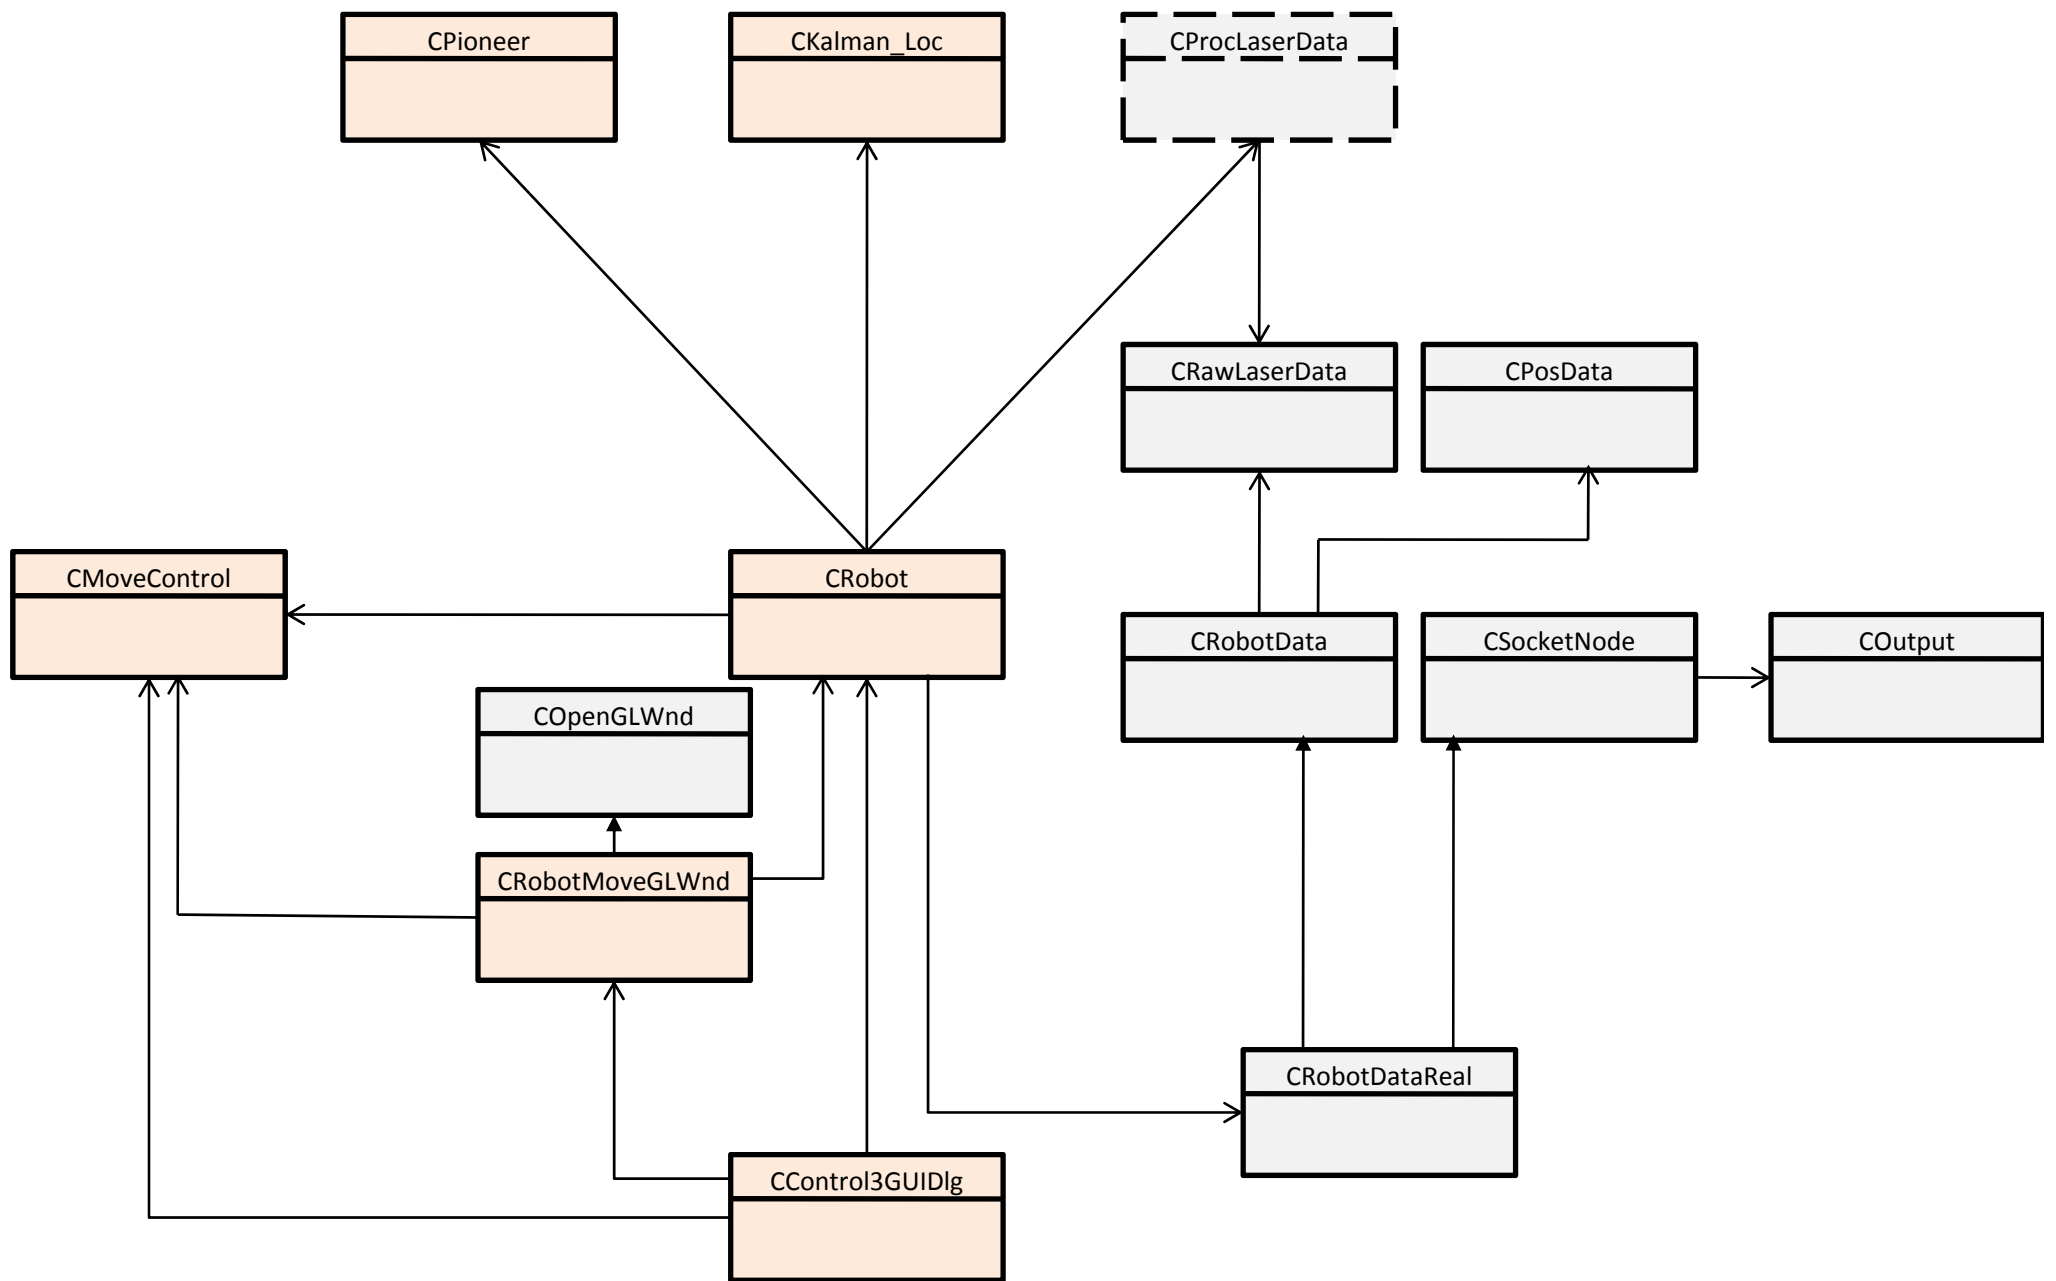 CPioneer
CKalman_Loc
CProcLaserData
CRawLaserData
CPosData
CMoveControl
CRobot
CRobotData
CSocketNode
COutput
COpenGLWnd
CRobotMoveGLWnd
CRobotDataReal
CControl3GUIDlg